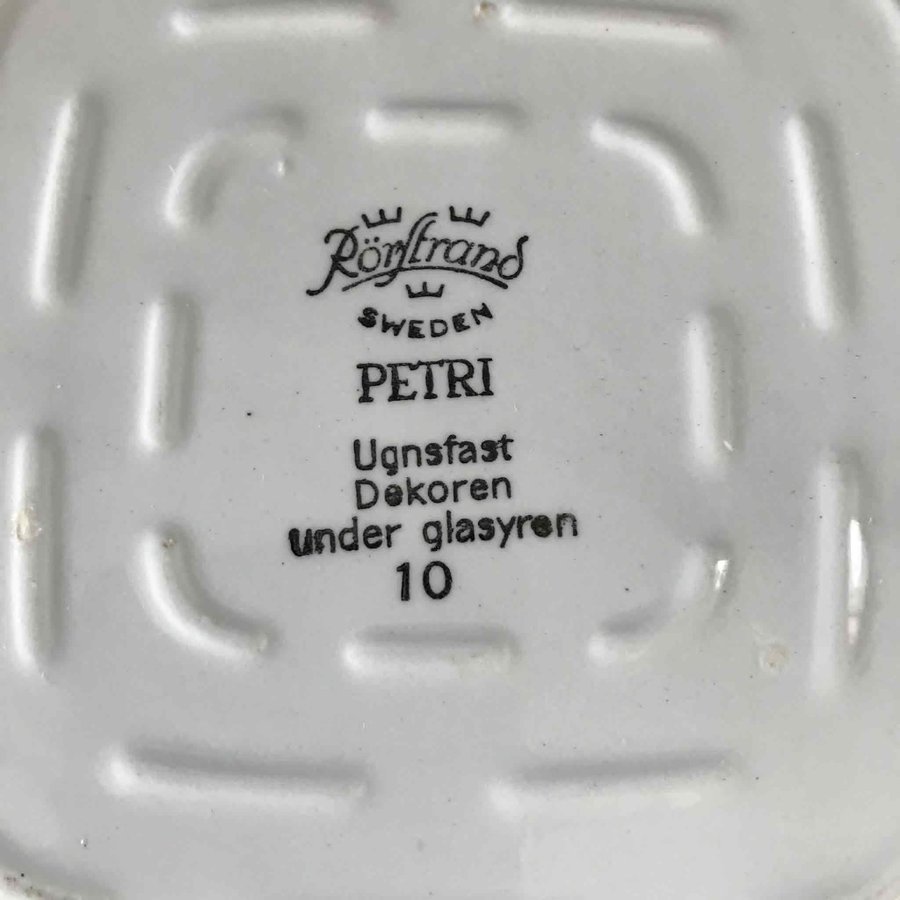 Rörstrand
SWEDEN
PETRI
Ugnsfast
Dekoren
under glasyren
10